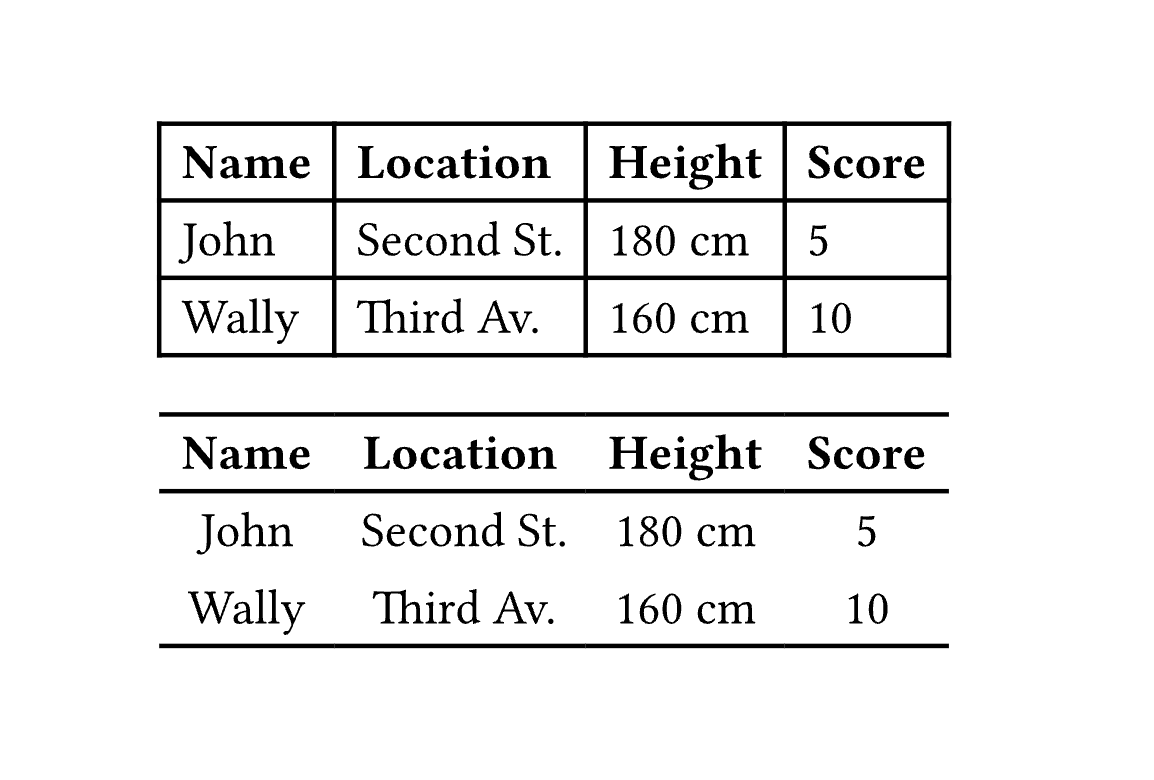 Name Location Height Score
John Second St. 180 cm 5
Wally Third Av. 160 cm 10
Name Location Height Score
John Second St. 180 cm 5
Wally Third Av. 160 cm 10